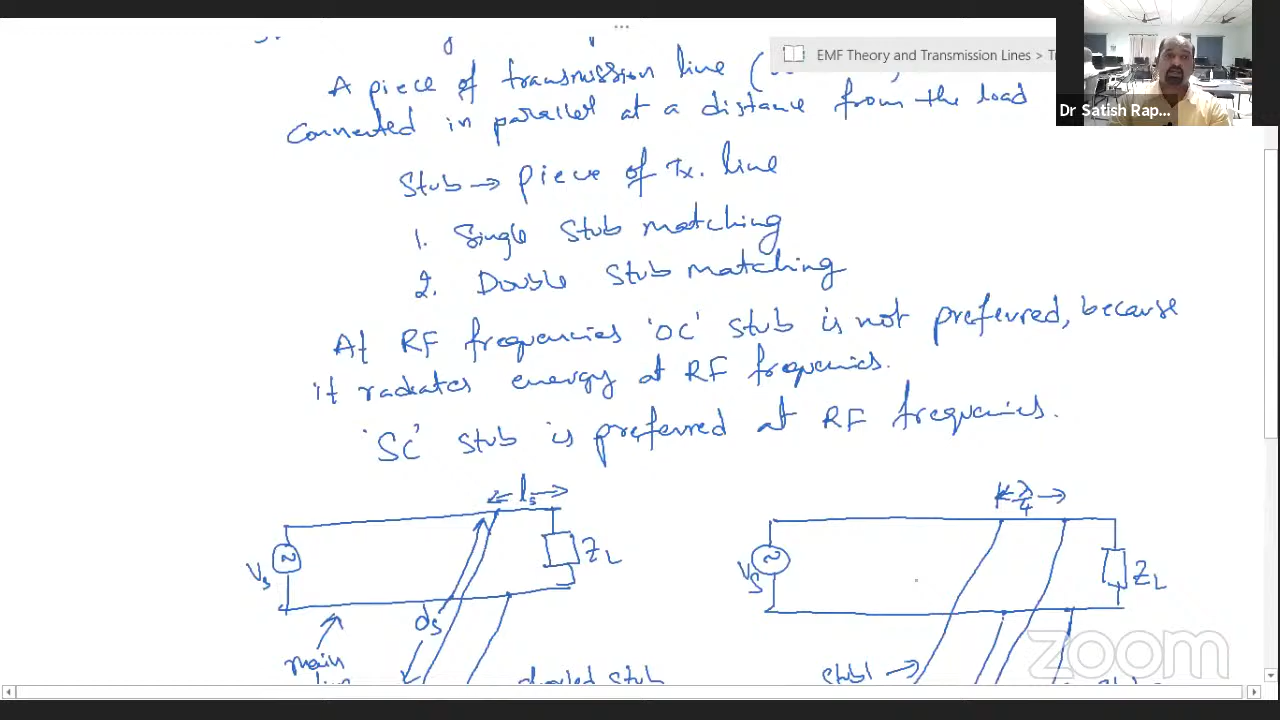 EMF Theory and Transmission Lines >
Dr Satish Rap...
A piece of transmission line (
Connected in parallel at a distance from the load
Stub → piece of Tx. line
1. Single Stub matching
2. Double Stub matching
At RF frequencies 'OC' stub is not preferred, because
it radiates energy at RF frequencies.
'SC' stub is preferred at RF frequencies.
ls
λ/4
Vs
ZL
Vs
ZL
ds
main
stub1
stub
zoom